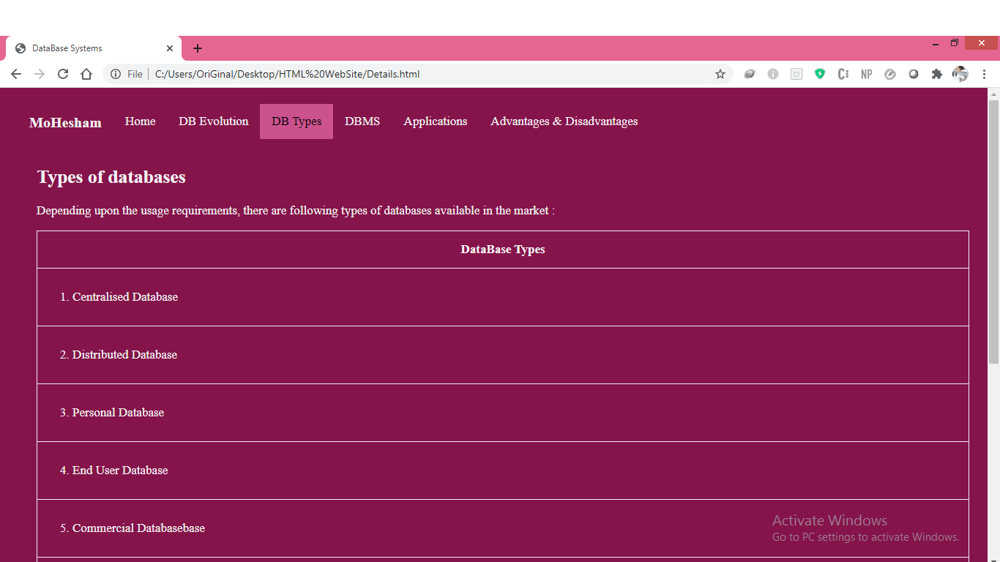 DataBase Systems
File C:/Users/OriGinal/Desktop/HTML%20WebSite/Details.html
NP
MoHesham Home DB Evolution DB Types DBMS Applications Advantages & Disadvantages
Types of databases
Depending upon the usage requirements, there are following types of databases available in the market :
DataBase Types
1. Centralised Database
2. Distributed Database
3. Personal Database
4. End User Database
5. Commercial Databasebase
Activate Windows
Go to PC settings to activate Windows.